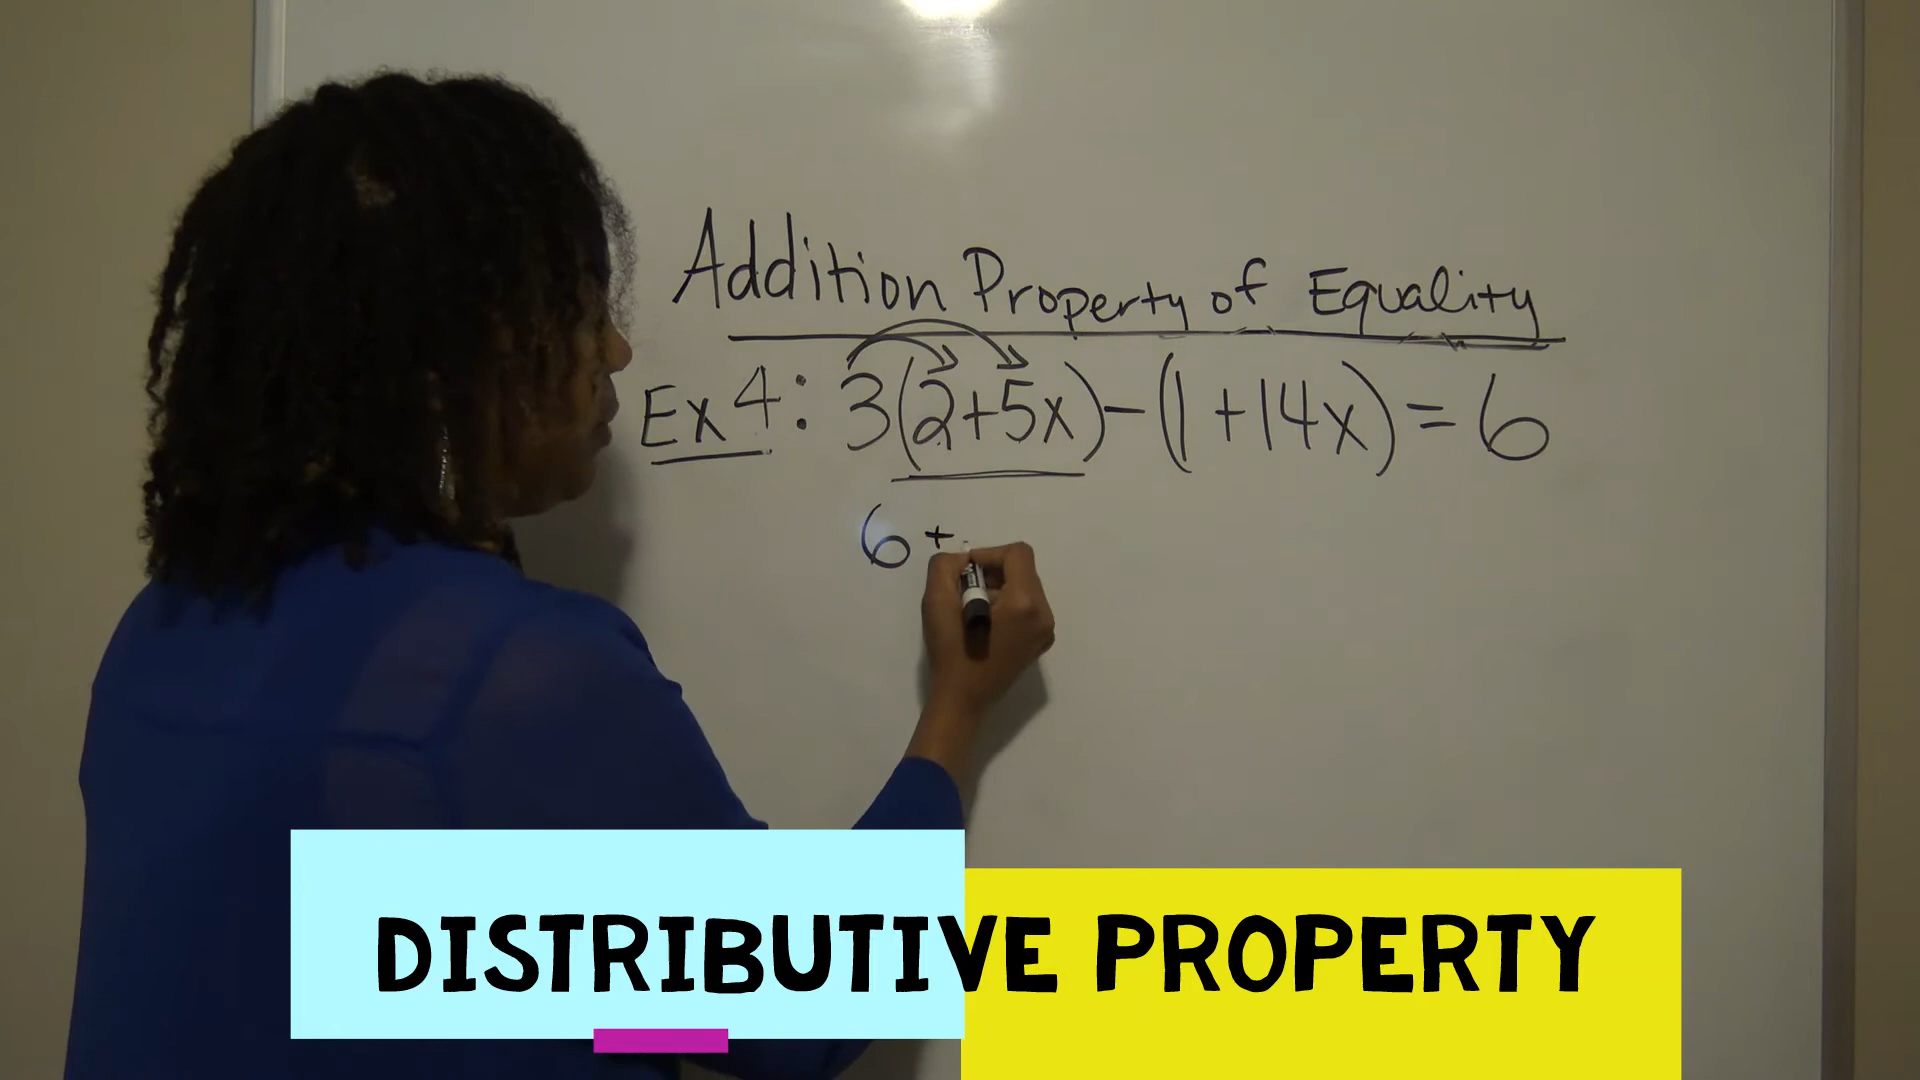 Addition Property of Equality
Ex 4: 3(2+5x)-(1+14x)=6
6+
DISTRIBUTIVE PROPERTY